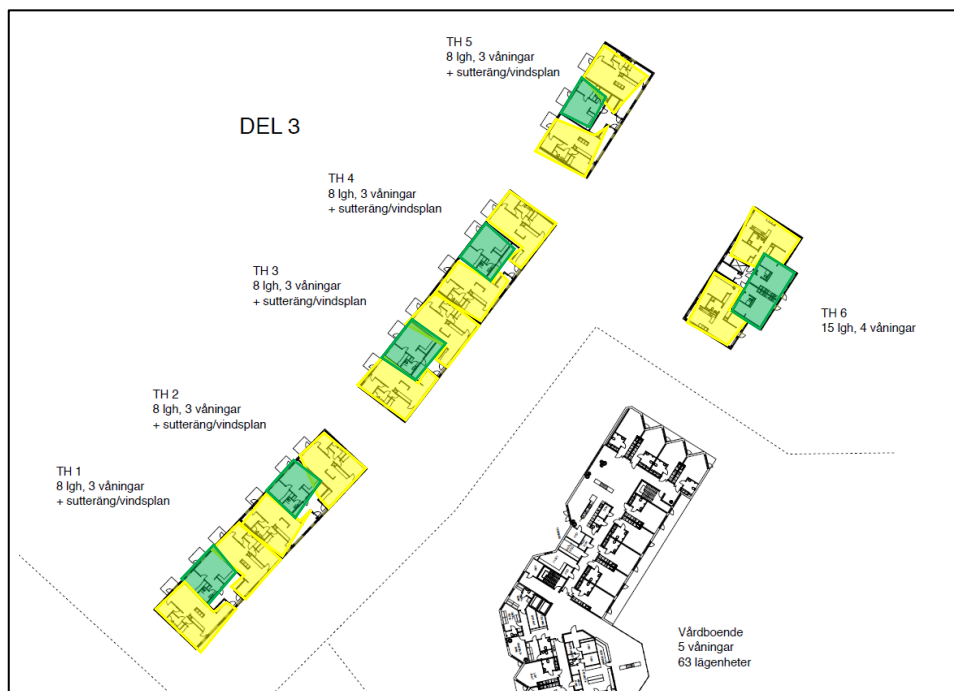 TH 5
8 lgh, 3 våningar
+ sutteräng/vindsplan
DEL 3
TH 4
8 lgh, 3 våningar
+ sutteräng/vindsplan
TH 3
8 lgh, 3 våningar
+ sutteräng/vindsplan
TH 6
15 lgh, 4 våningar
TH 2
8 lgh, 3 våningar
+ sutteräng/vindsplan
TH 1
8 lgh, 3 våningar
+ sutteräng/vindsplan
Vårdboende
5 våningar
63 lägenheter